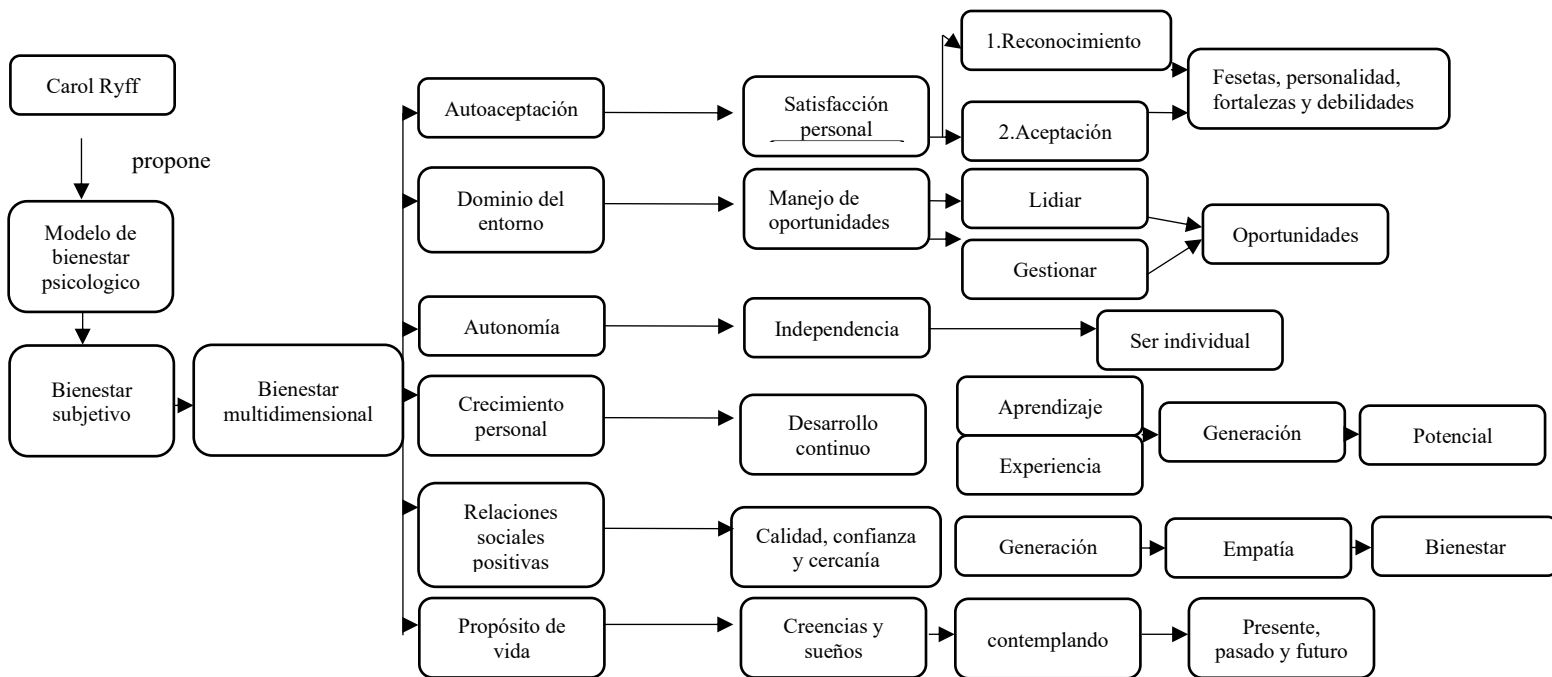 Carol Ryff
propone
Modelo de
bienestar
psicologico
Bienestar
subjetivo
Bienestar
multidimensional
Autoaceptación
Satisfacción
personal
1.Reconocimiento
2.Aceptación
Fesetas, personalidad,
fortalezas y debilidades
Dominio del
entorno
Manejo de
oportunidades
Lidiar
Gestionar
Oportunidades
Autonomía
Independencia
Ser individual
Crecimiento
personal
Desarrollo
continuo
Aprendizaje
Experiencia
Generación
Potencial
Relaciones
sociales
positivas
Calidad, confianza
y cercanía
Generación
Empatía
Bienestar
Propósito de
vida
Creencias y
sueños
contemplando
Presente,
pasado y futuro